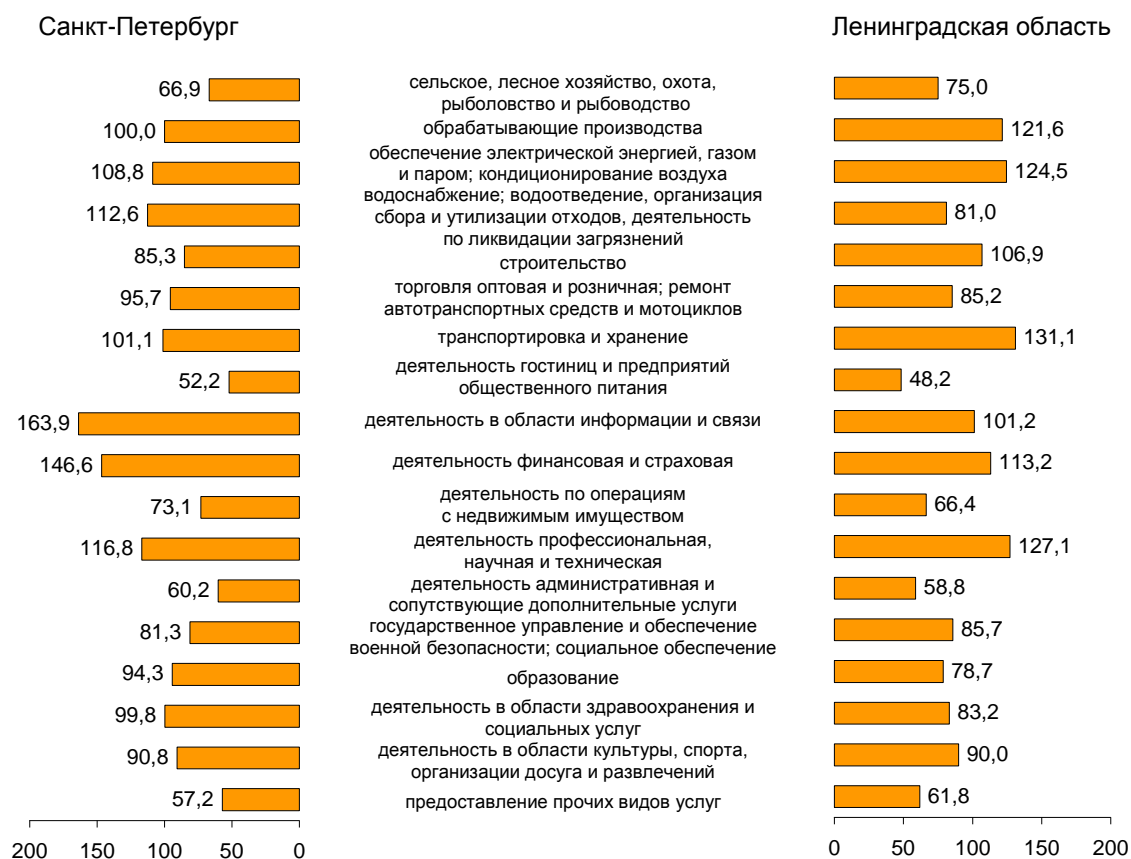 Санкт-Петербург
Ленинградская область
66,9
сельское, лесное хозяйство, охота,
рыболовство и рыбоводство
75,0
100,0
обрабатывающие производства
121,6
108,8
обеспечение электрической энергией, газом
и паром; кондиционирование воздуха
124,5
112,6
водоснабжение; водоотведение, организация
сбора и утилизации отходов, деятельность
по ликвидации загрязнений
81,0
85,3
строительство
106,9
95,7
торговля оптовая и розничная; ремонт
автотранспортных средств и мотоциклов
85,2
101,1
транспортировка и хранение
131,1
52,2
деятельность гостиниц и предприятий
общественного питания
48,2
163,9
деятельность в области информации и связи
101,2
146,6
деятельность финансовая и страховая
113,2
73,1
деятельность по операциям
с недвижимым имуществом
66,4
116,8
деятельность профессиональная,
научная и техническая
127,1
60,2
деятельность административная и
сопутствующие дополнительные услуги
58,8
81,3
государственное управление и обеспечение
военной безопасности; социальное обеспечение
85,7
94,3
образование
78,7
99,8
деятельность в области здравоохранения и
социальных услуг
83,2
90,8
деятельность в области культуры, спорта,
организации досуга и развлечений
90,0
57,2
предоставление прочих видов услуг
61,8
200 150 100 50 0
0 50 100 150 200